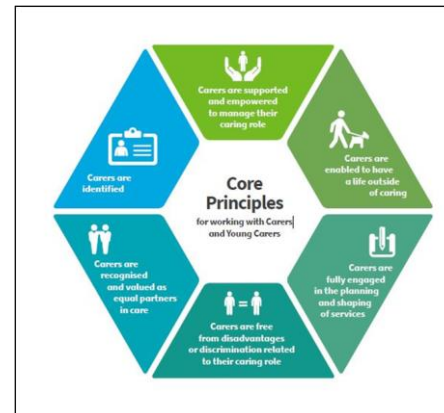 Carers are supported
and empowered
to manage their
caring role
Carers are
enabled to have
a life outside
of caring
Carers are
fully engaged
in the planning
and shaping
of services
Carers are free
from disadvantages
or discrimination related
to their caring role
Carers are
recognised
and valued as
equal partners
in care
Carers are
identified
Core
Principles
for working with Carers
and Young Carers
=